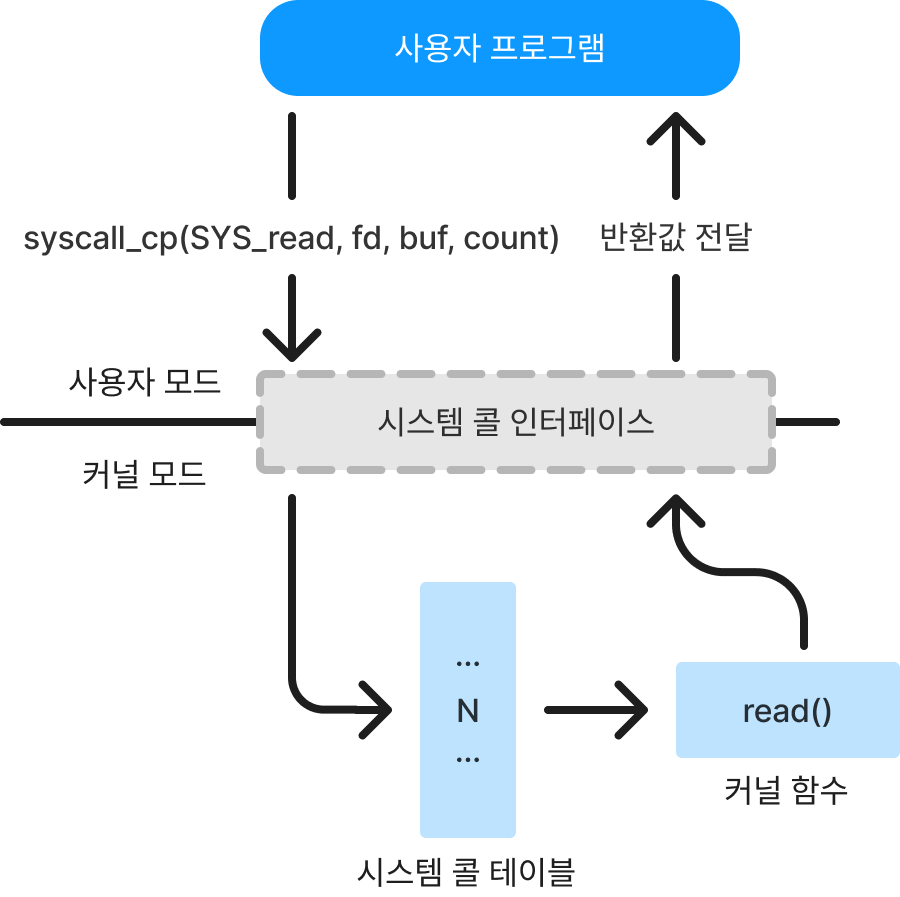 사용자 프로그램
syscall_cp(SYS_read, fd, buf, count)
반환값 전달
사용자 모드
시스템 콜 인터페이스
커널 모드
...
N
...
read()
커널 함수
시스템 콜 테이블